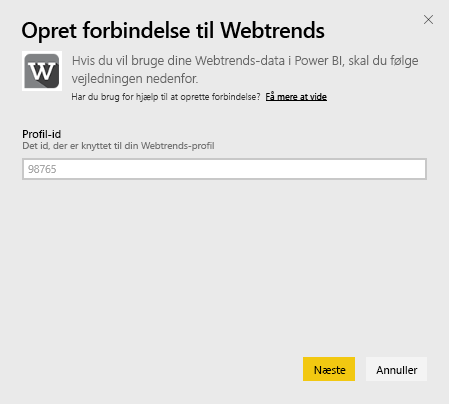 Opret forbindelse til Webtrends
W
Hvis du vil bruge dine Webtrends-data i Power BI, skal du følge
vejledningen nedenfor.
Har du brug for hjælp til at oprette forbindelse? Få mere at vide
Profil-id
Det id, der er knyttet til din Webtrends-profil
98765
Næste Annuller